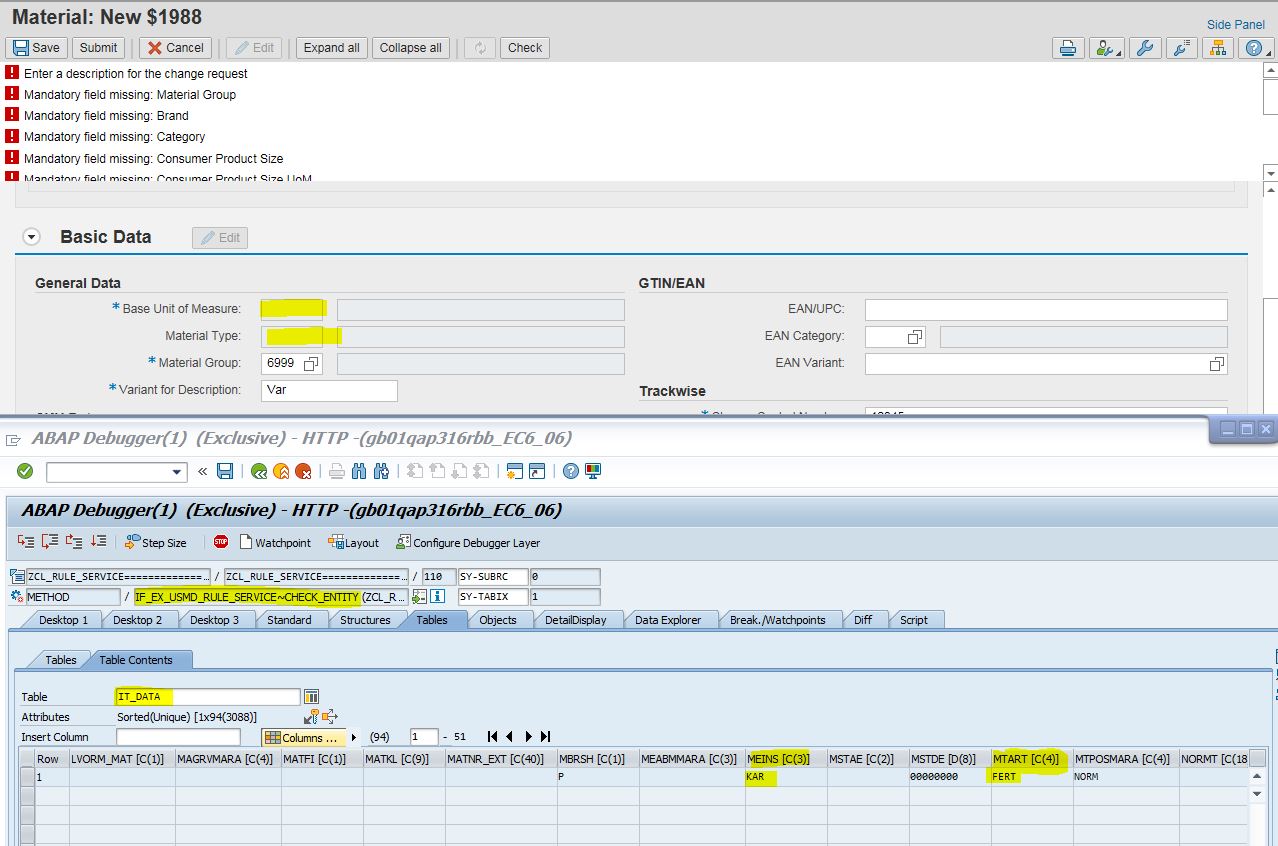 Material: New $1988
Side Panel
Save Submit Cancel Edit Expand all Collapse all Check
Enter a description for the change request
Mandatory field missing: Material Group
Mandatory field missing: Brand
Mandatory field missing: Category
Mandatory field missing: Consumer Product Size
Mandatory field missing: Consumer Product Size UoM
Basic Data Edit
General Data GTIN/EAN
* Base Unit of Measure: EAN/UPC:
Material Type: EAN Category:
* Material Group: 6999 EAN Variant:
* Variant for Description: Var Trackwise
ABAP Debugger(1) (Exclusive) - HTTP -(gb01qap316rbb_EC6_06)
ABAP Debugger(1) (Exclusive) - HTTP -(gb01qap316rbb_EC6_06)
Step Size STOP Watchpoint Layout Configure Debugger Layer
ZCL_RULE_SERVICE=============… / ZCL_RULE_SERVICE=============… / 110 SY-SUBRC 0
METHOD / IF_EX_USMD_RULE_SERVICE~CHECK_ENTITY (ZCL_R… SY-TABIX 1
Desktop 1 Desktop 2 Desktop 3 Standard Structures Tables Objects DetailDisplay Data Explorer Break./Watchpoints Diff Script
Tables Table Contents
Table IT_DATA
Attributes Sorted(Unique) [1x94(3088)]
Insert Column Columns ... (94) 1 - 51
Row LVORM_MAT [C(1)] MAGRVMARA [C(4)] MATFI [C(1)] MATKL [C(9)] MATNR_EXT [C(40)] MBRSH [C(1)] MEABMMARA [C(3)] MEINS [C(3)] MSTAE [C(2)] MSTDE [D(8)] MTART [C(4)] MTPOSMARA [C(4)] NORMT [C(18
1 P KAR 00000000 FERT NORM